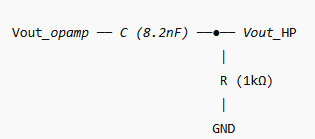 Vout_opamp ── C (8.2nF) ──●── Vout_HP
|
R (1kΩ)
|
GND